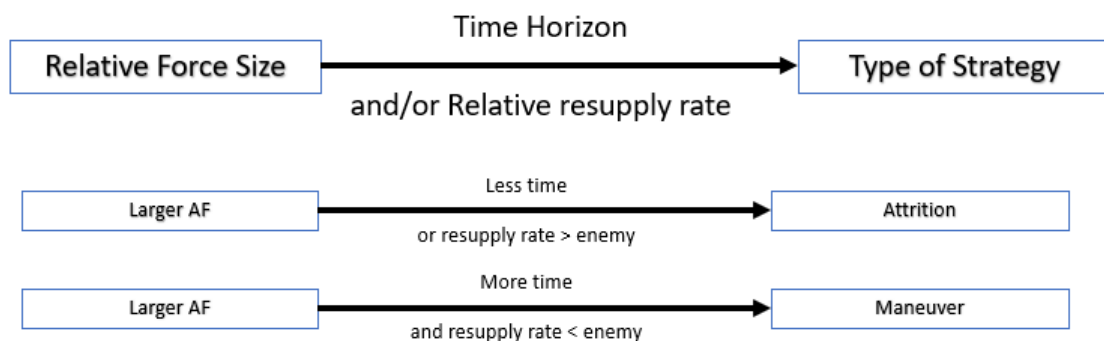 Time Horizon
Relative Force Size
Type of Strategy
and/or Relative resupply rate
Less time
Larger AF
Attrition
or resupply rate > enemy
More time
Larger AF
Maneuver
and resupply rate < enemy